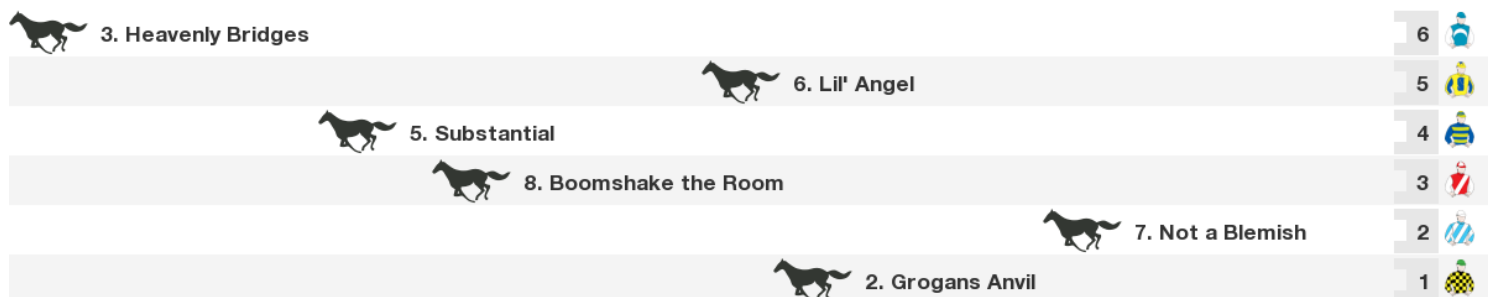 3. Heavenly Bridges 6
6. Lil' Angel 5
5. Substantial 4
8. Boomshake the Room 3
7. Not a Blemish 2
2. Grogans Anvil 1